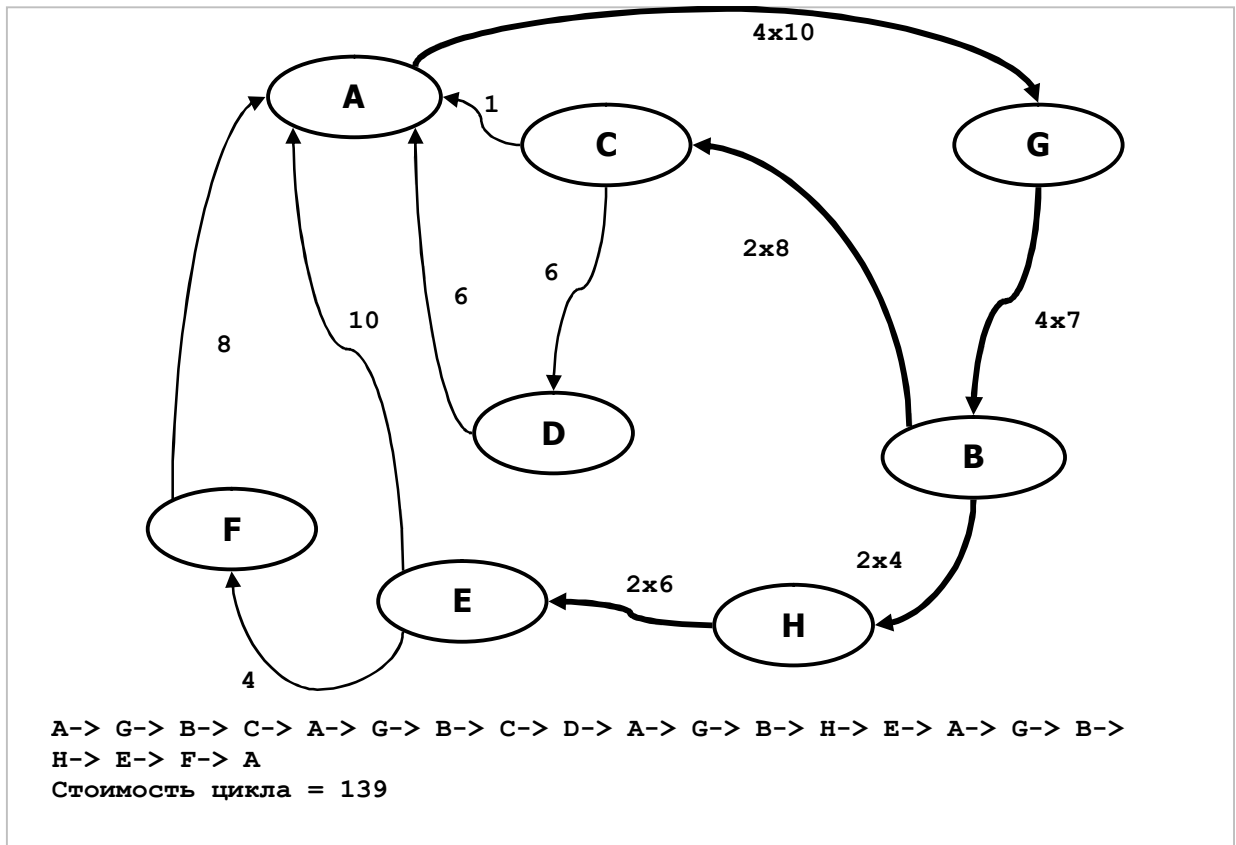 4x10
A
1
C
G
2x8
6
6
4x7
10
8
D
B
F
2x4
E
2x6
H
4
A-> G-> B-> C-> A-> G-> B-> C-> D-> A-> G-> B-> H-> E-> A-> G-> B->
H-> E-> F-> A
Стоимость цикла = 139